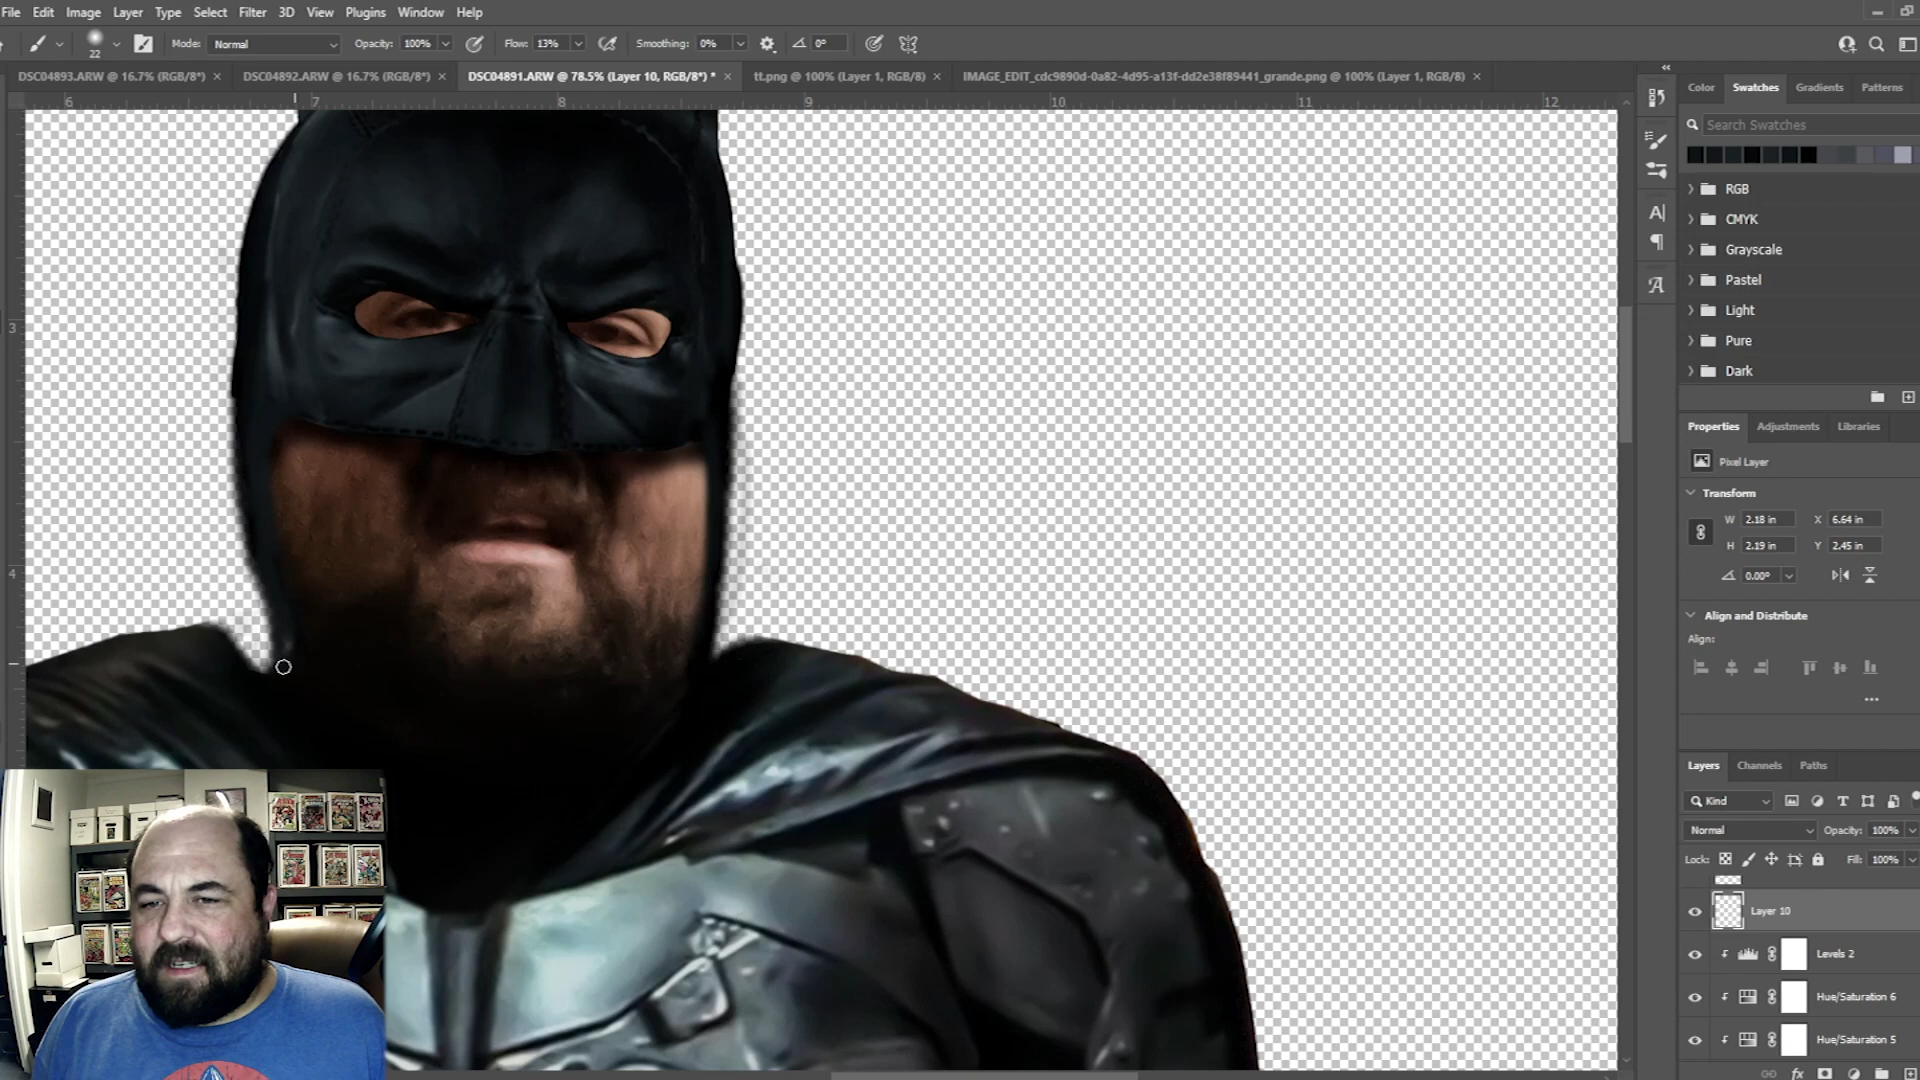 File Edit Image Layer Type Select Filter 3D View Plugins Window Help
22 Mode: Normal Opacity: 100% Flow: 13% Smoothing: 0% 0°
DSC04893.ARW @ 16.7% (RGB/8*) × DSC04892.ARW @ 16.7% (RGB/8*) × DSC04891.ARW @ 78.5% (Layer 10, RGB/8*) * × tt.png @ 100% (Layer 1, RGB/8) × IMAGE_EDIT_cdc9890d-0a82-4d95-a13f-dd2e38f89441_grande.png @ 100% (Layer 1, RGB/8) ×
6 7 8 9 10 11 12
3
4
Color Swatches Gradients Patterns
Search Swatches
RGB
CMYK
Grayscale
Pastel
Light
Pure
Dark
Properties Adjustments Libraries
Pixel Layer
Transform
W 2.18 in X 6.64 in
H 2.19 in Y 2.45 in
0.00°
Align and Distribute
Align:
Layers Channels Paths
Kind
Normal Opacity: 100%
Lock: Fill: 100%
Layer 10
Levels 2
Hue/Saturation 6
Hue/Saturation 5
fx